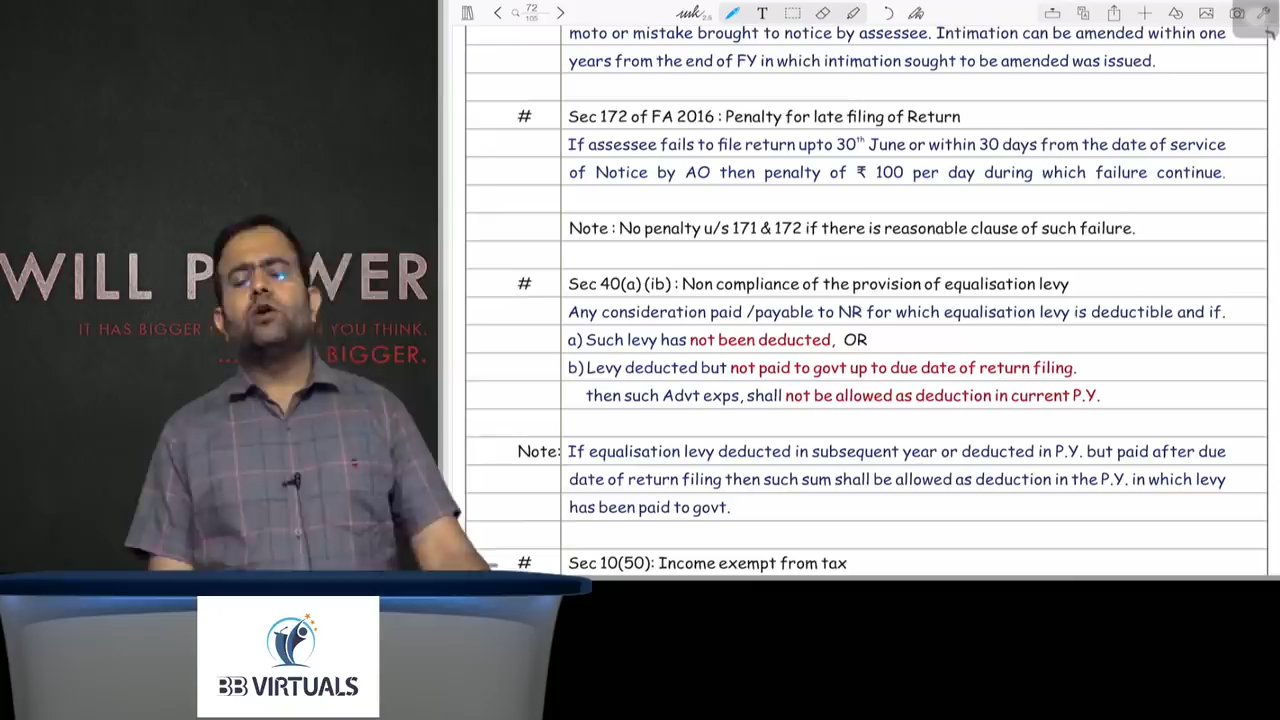 72
105
T
2.5
moto or mistake brought to notice by assessee. Intimation can be amended within one
years from the end of FY in which intimation sought to be amended was issued.
# Sec 172 of FA 2016 : Penalty for late filing of Return
If assessee fails to file return upto 30th June or within 30 days from the date of service
of Notice by AO then penalty of ₹ 100 per day during which failure continue.
Note : No penalty u/s 171 & 172 if there is reasonable clause of such failure.
# Sec 40(a) (ib) : Non compliance of the provision of equalisation levy
Any consideration paid /payable to NR for which equalisation levy is deductible and if.
a) Such levy has not been deducted, OR
b) Levy deducted but not paid to govt up to due date of return filing.
then such Advt exps, shall not be allowed as deduction in current P.Y.
Note: If equalisation levy deducted in subsequent year or deducted in P.Y. but paid after due
date of return filing then such sum shall be allowed as deduction in the P.Y. in which levy
has been paid to govt.
# Sec 10(50): Income exempt from tax
WILL P WER
IT HAS BIGGER YOU THINK.
... BIGGER.
BB VIRTUALS